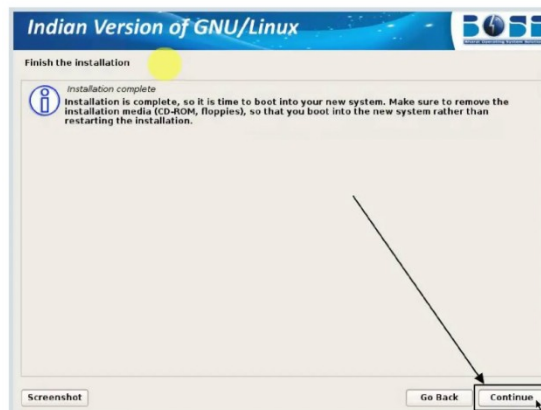 Indian Version of GNU/Linux
BOSS
Finish the installation
Installation complete
Installation is complete, so it is time to boot into your new system. Make sure to remove the
installation media (CD-ROM, floppies), so that you boot into the new system rather than
restarting the installation.
Screenshot
Go Back
Continue